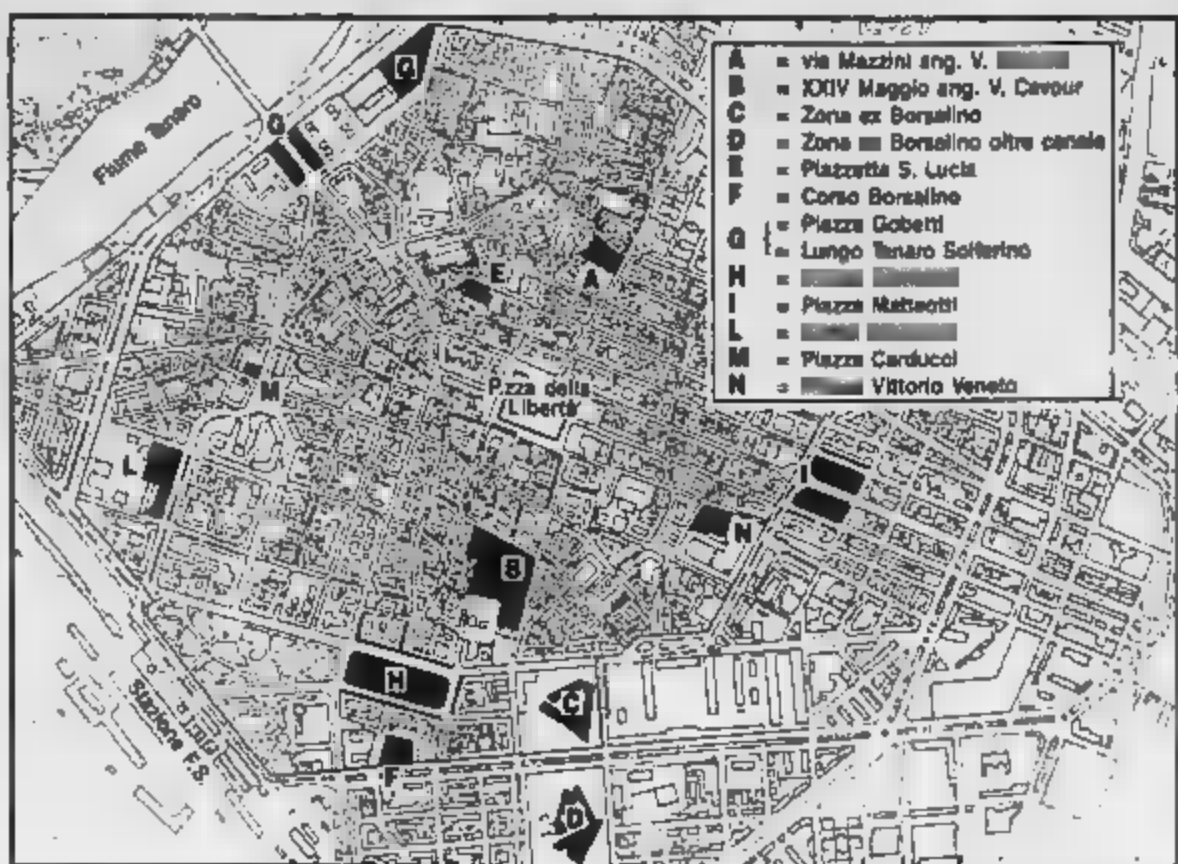 A = via Mazzini ang. V.
B = XXIV Maggio ang. V. Cavour
C = Zona ex Borsalino
D = Zona ex Borsalino oltre canale
E = Piazzetta S. Lucia
F = Corso Borsalino
G = Piazza Gobetti
= Lungo Tanaro Solferino
H =
I = Piazza Matteotti
L =
M = Piazza Carducci
N = Vittorio Veneto
Fiume Tanaro
G
G
A
E
M
P.zza della
Libertà
L
I
N
B
H
C
F
D
Stazione F.S.